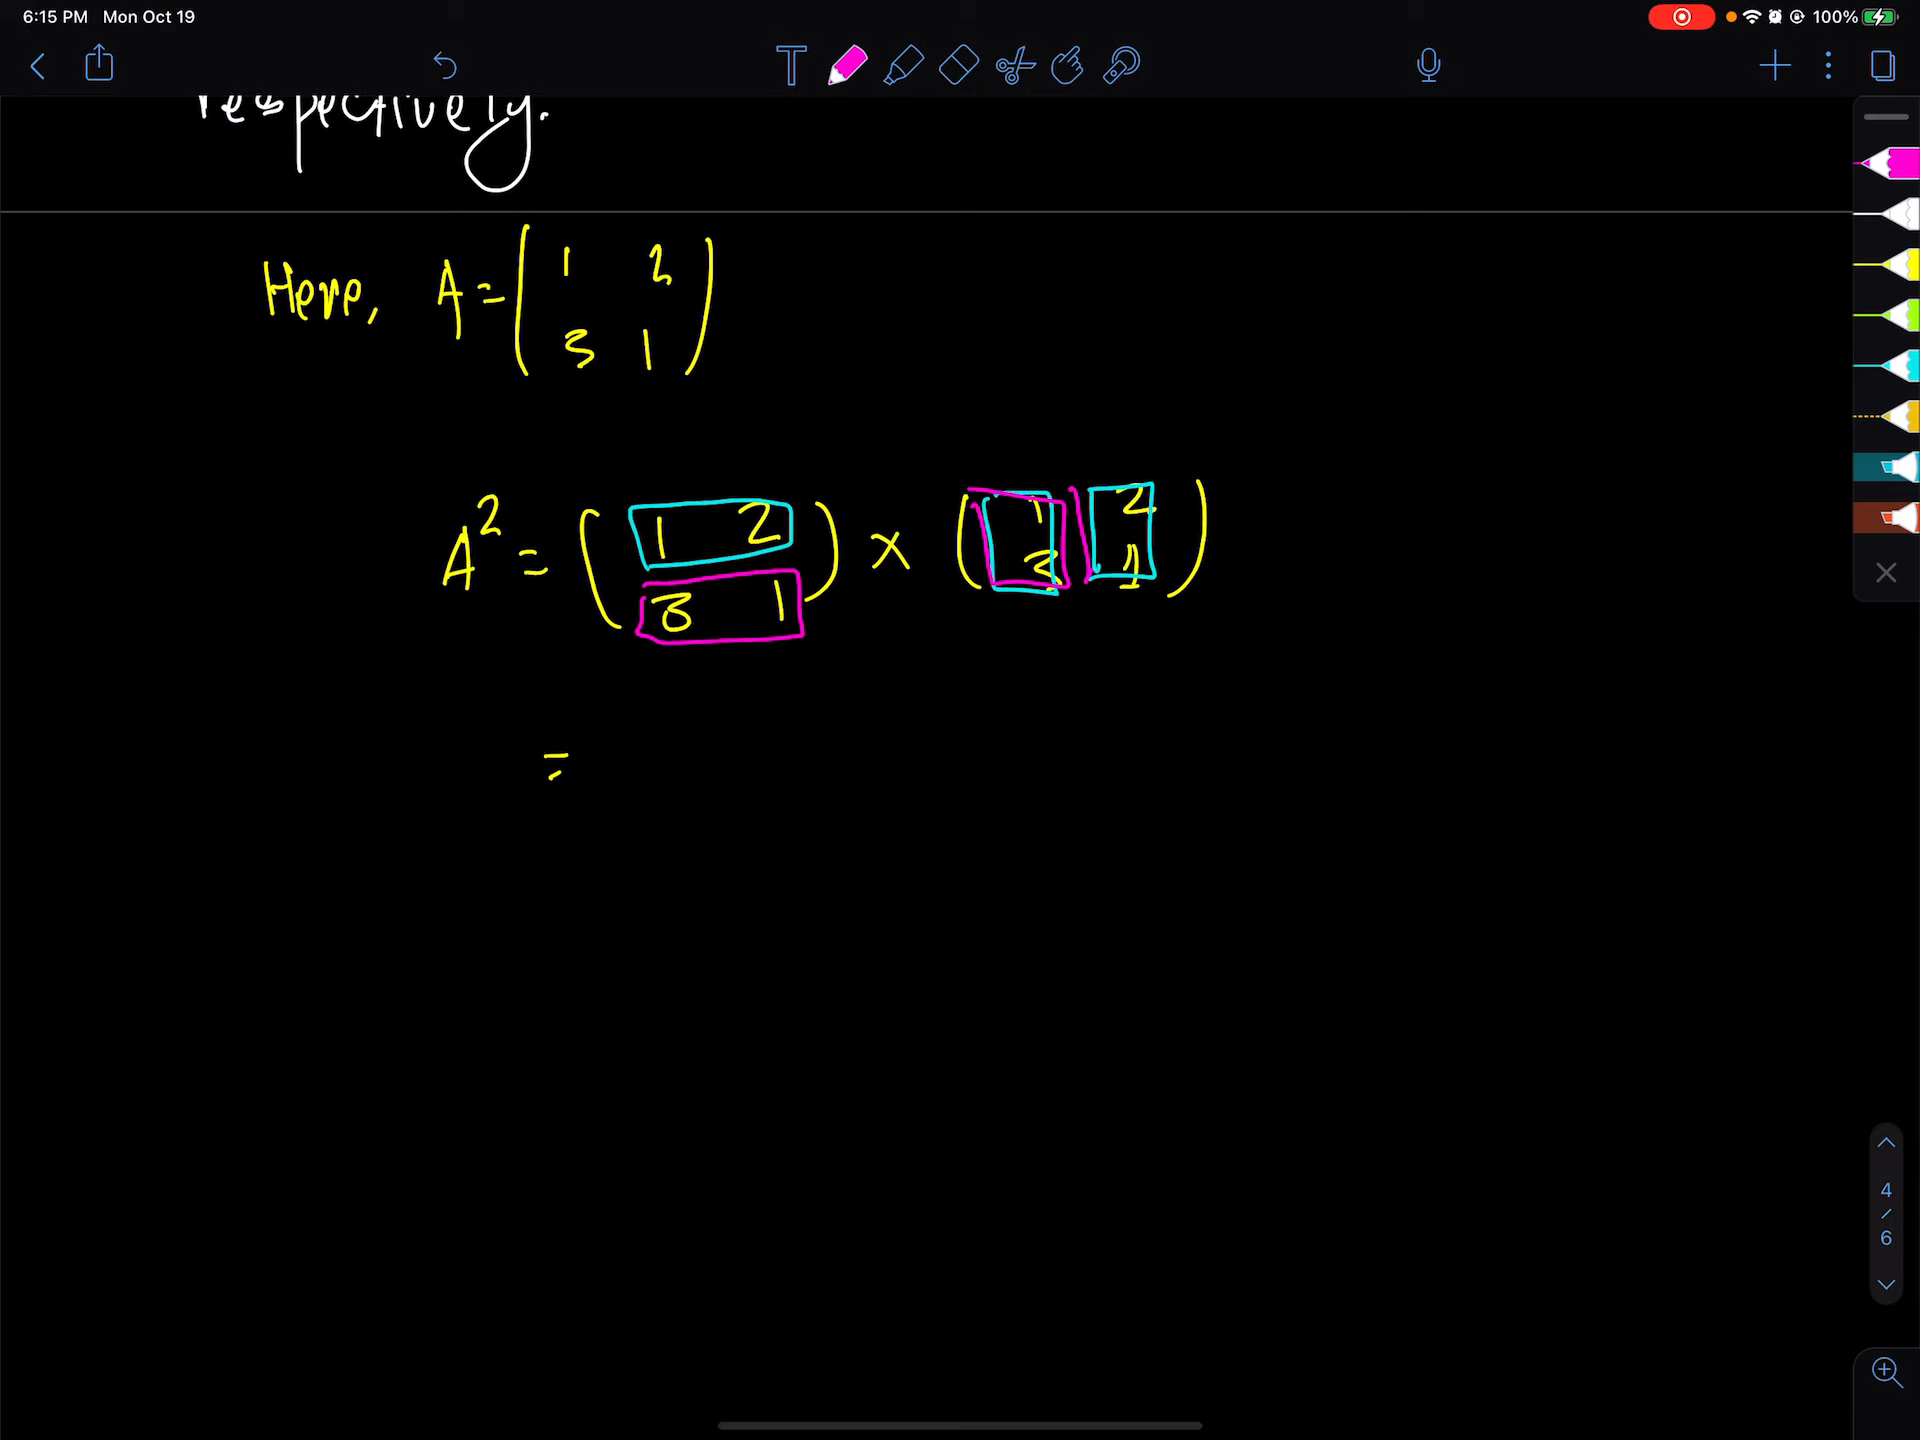 6:15 PM Mon Oct 19
100%
respectively.
Here, A = ( 1 2
3 1 )
A² = ( 1 2
3 1 ) × ( 1 2
3 1 )
=
4
/
6